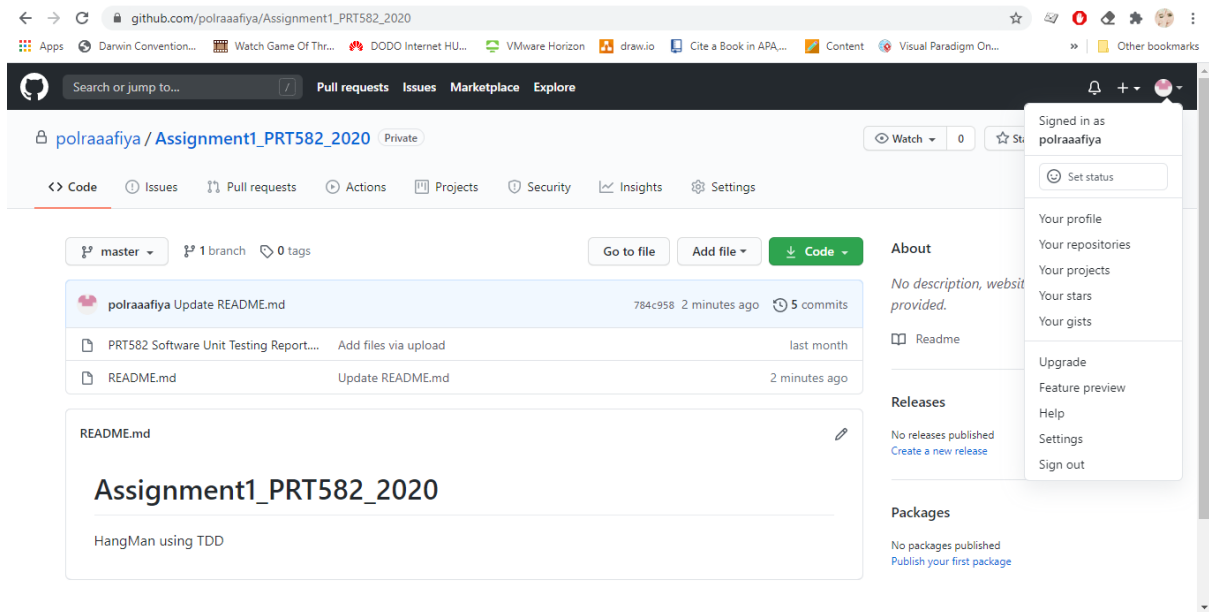 github.com/polraaafiya/Assignment1_PRT582_2020
Apps Darwin Convention... Watch Game Of Thr... DODO Internet HU... VMware Horizon draw.io Cite a Book in APA,... Content Visual Paradigm On... » Other bookmarks
Search or jump to... / Pull requests Issues Marketplace Explore
polraaafiya / Assignment1_PRT582_2020 Private
Watch 0
Code Issues Pull requests Actions Projects Security Insights Settings
master 1 branch 0 tags
Go to file Add file Code
polraaafiya Update README.md 784c958 2 minutes ago 5 commits
PRT582 Software Unit Testing Report.... Add files via upload last month
README.md Update README.md 2 minutes ago
README.md
Assignment1_PRT582_2020
HangMan using TDD
About
No description,
provided.
Readme
Releases
No releases published
Create a new release
Packages
No packages published
Publish your first package
Signed in as
polraaafiya
Set status
Your profile
Your repositories
Your projects
Your stars
Your gists
Upgrade
Feature preview
Help
Settings
Sign out